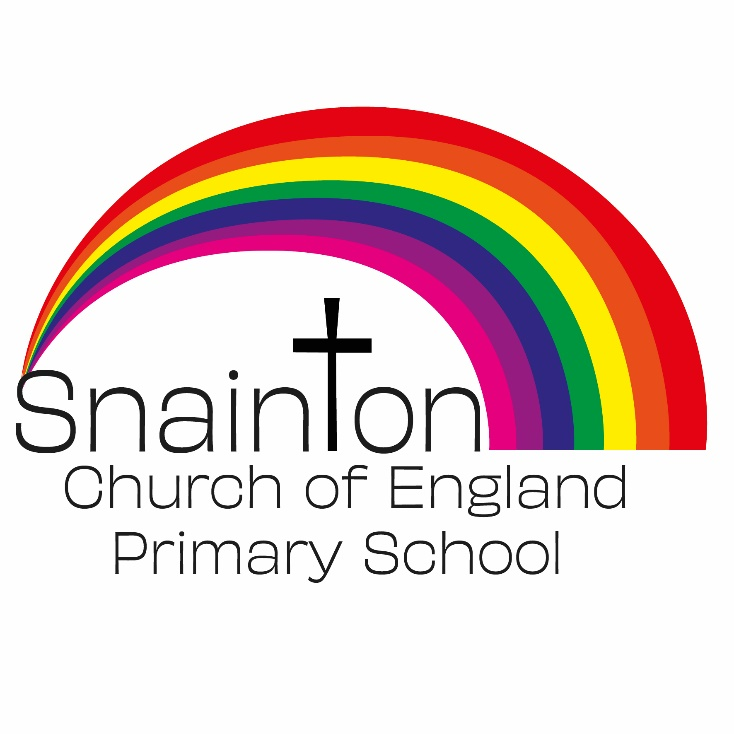 Snainton
Church of England
Primary School